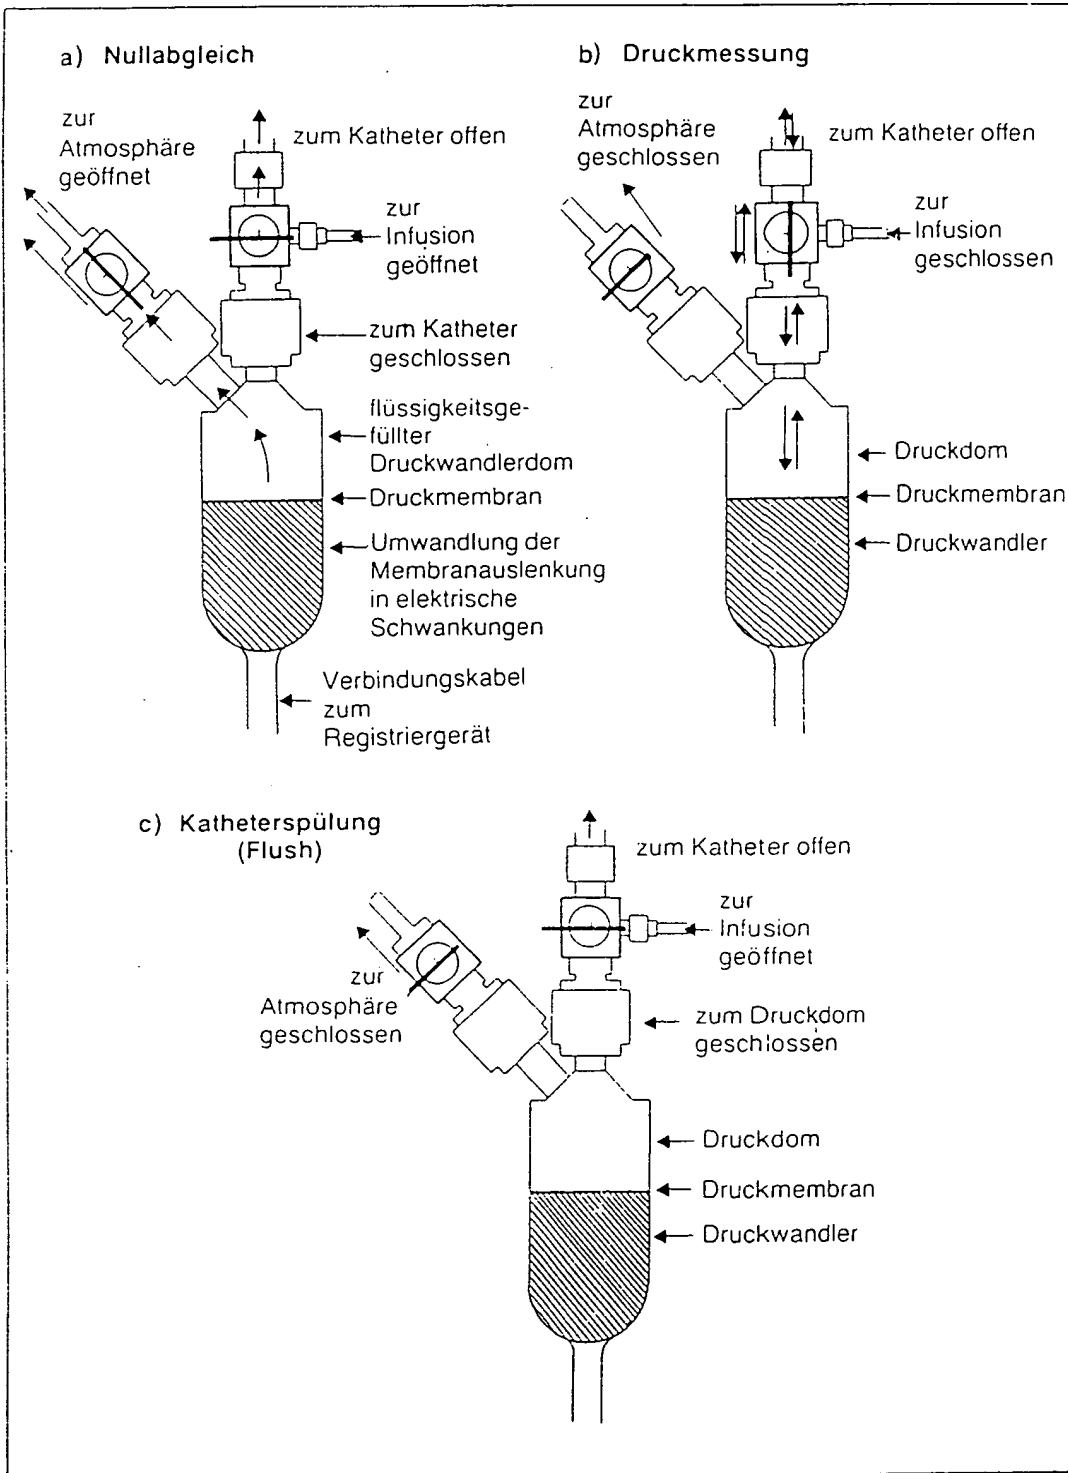 a) Nullabgleich
zur
Atmosphäre
geöffnet
zum Katheter offen
zur
Infusion
geöffnet
zum Katheter
geschlossen
flüssigkeitsge-
füllter
Druckwandlerdom
Druckmembran
Umwandlung der
Membranauslenkung
in elektrische
Schwankungen
Verbindungskabel
zum
Registriergerät
b) Druckmessung
zur
Atmosphäre
geschlossen
zum Katheter offen
zur
Infusion
geschlossen
Druckdom
Druckmembran
Druckwandler
c) Katheterspülung
(Flush)
zum Katheter offen
zur
Infusion
geöffnet
zur
Atmosphäre
geschlossen
zum Druckdom
geschlossen
Druckdom
Druckmembran
Druckwandler